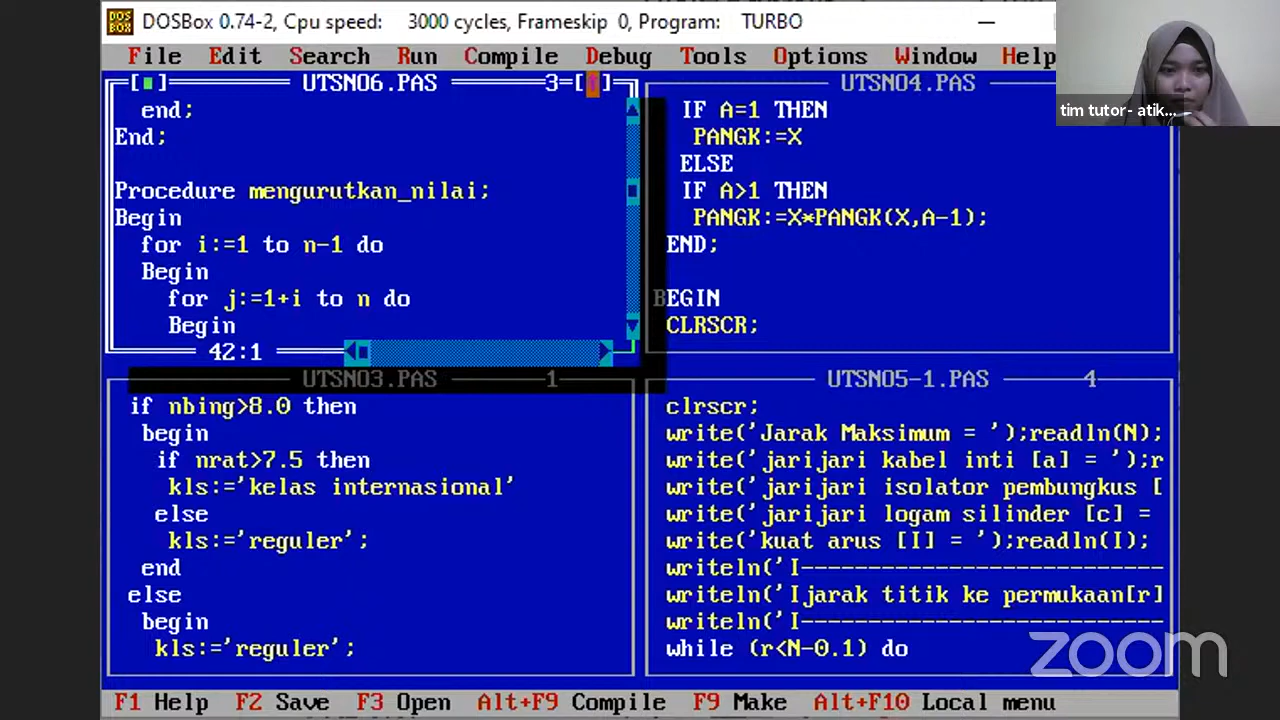 DOSBox 0.74-2, Cpu speed: 3000 cycles, Frameskip 0, Program: TURBO
File Edit Search Run Compile Debug Tools Options Window Help
tim tutor- atik...
UTSNO6.PAS 3
end;
End;
Procedure mengurutkan_nilai;
Begin
for i:=1 to n-1 do
Begin
for j:=1+i to n do
Begin
42:1
UTSNO4.PAS
IF A=1 THEN
PANGK:=X
ELSE
IF A>1 THEN
PANGK:=X*PANGK(X,A-1);
END;
BEGIN
CLRSCR;
UTSNO3.PAS 1
if nbing>8.0 then
begin
if nrat>7.5 then
kls:='kelas internasional'
else
kls:='reguler';
end
else
begin
kls:='reguler';
UTSNO5-1.PAS 4
clrscr;
write('Jarak Maksimum = ');readln(N);
write('jarijari kabel inti [a] = ');r
write('jarijari isolator pembungkus [
write('jarijari logam silinder [c] =
write('kuat arus [I] = ');readln(I);
writeln('I---------------------------
writeln('Ijarak titik ke permukaan[r]
writeln('I---------------------------
while (r<N-0.1) do
zoom
F1 Help F2 Save F3 Open Alt+F9 Compile F9 Make Alt+F10 Local menu